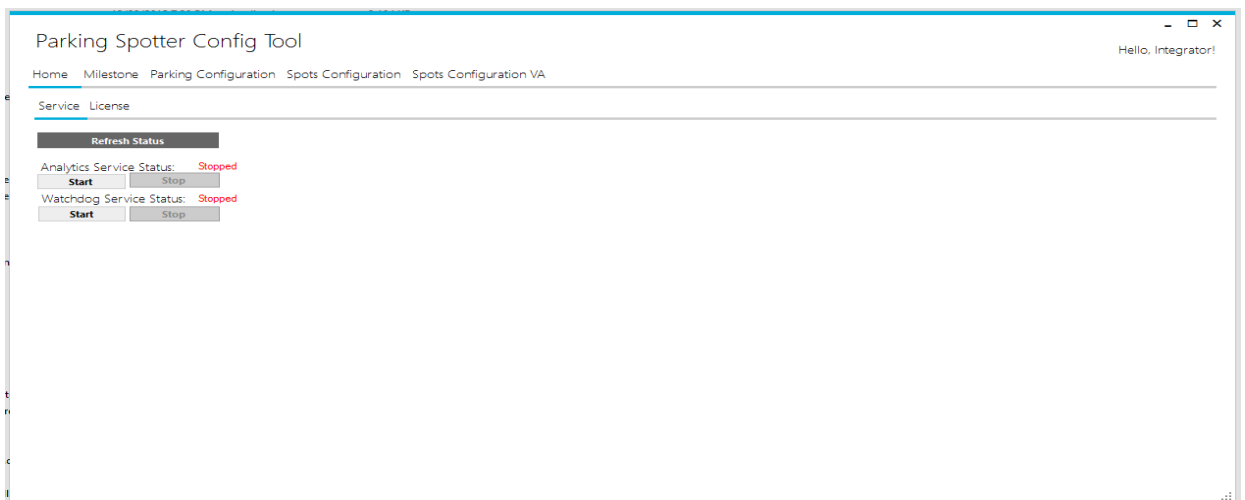 Parking Spotter Config Tool
Hello, Integrator!
Home Milestone Parking Configuration Spots Configuration Spots Configuration VA
Service License
Refresh Status
Analytics Service Status: Stopped
Start Stop
Watchdog Service Status: Stopped
Start Stop